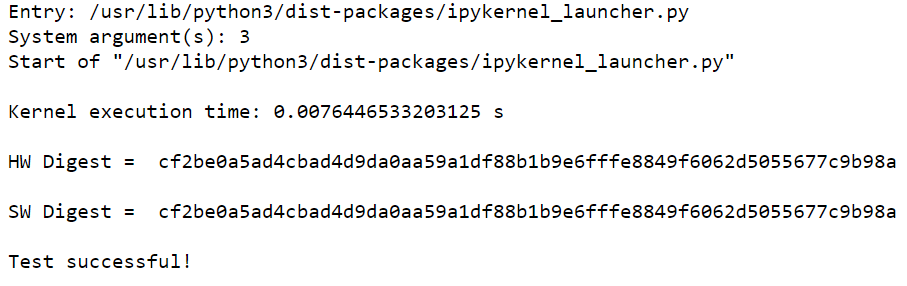 Entry: /usr/lib/python3/dist-packages/ipykernel_launcher.py
System argument(s): 3
Start of "/usr/lib/python3/dist-packages/ipykernel_launcher.py"
Kernel execution time: 0.0076446533203125 s
HW Digest =  cf2be0a5ad4cbad4d9da0aa59a1df88b1b9e6fffe8849f6062d5055677c9b98a
SW Digest =  cf2be0a5ad4cbad4d9da0aa59a1df88b1b9e6fffe8849f6062d5055677c9b98a
Test successful!